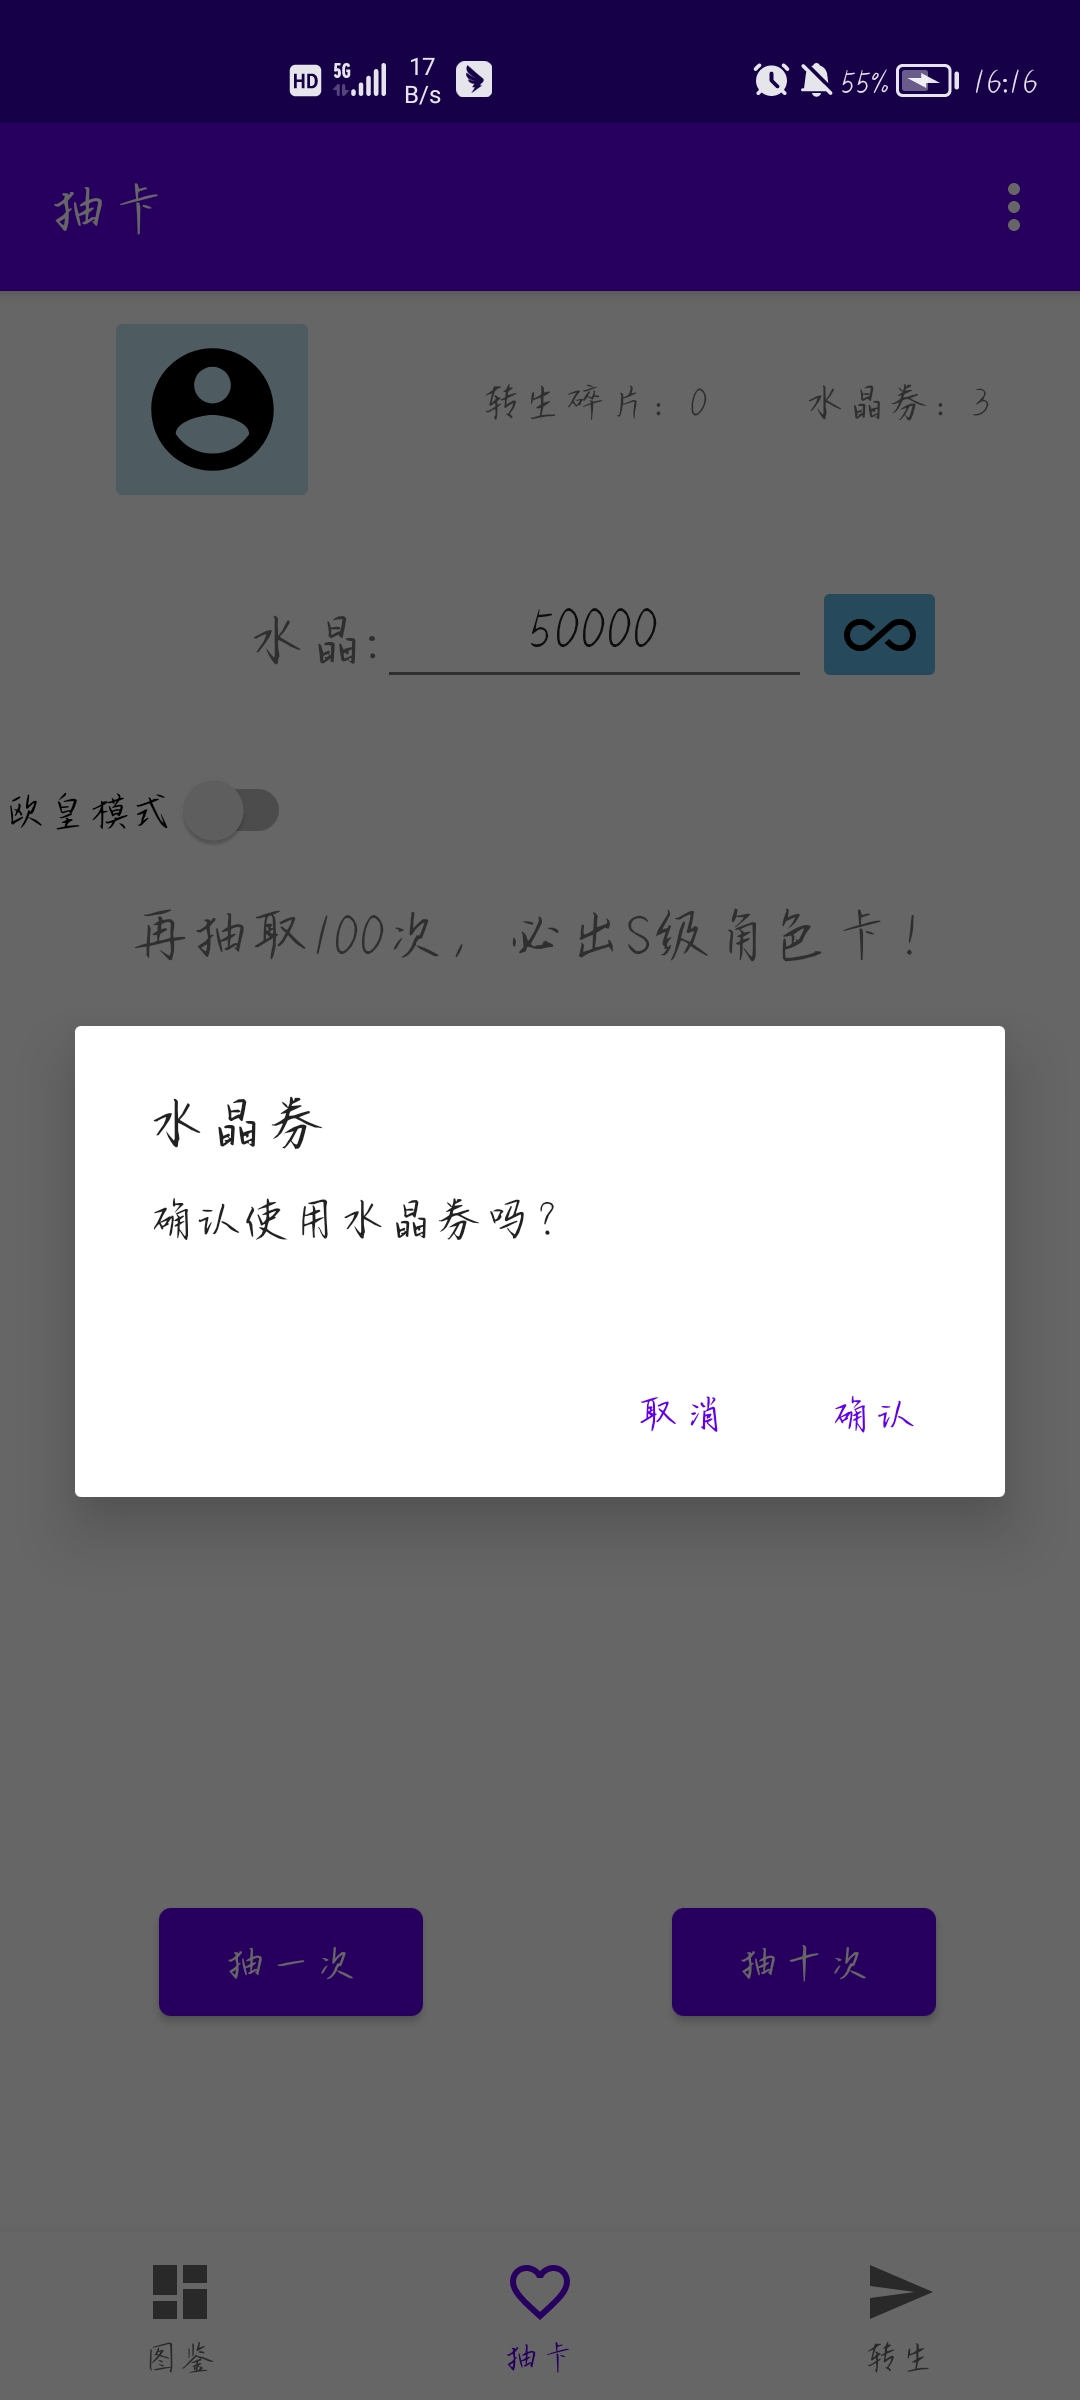 HD 5G 17 B/s 55% 16:16
抽卡
转生碎片：0 水晶券：3
水晶: 50000
欧皇模式
再抽取100次，必出S级角色卡！
水晶券
确认使用水晶券吗？
取消 确认
抽一次 抽十次
图鉴 抽卡 转生